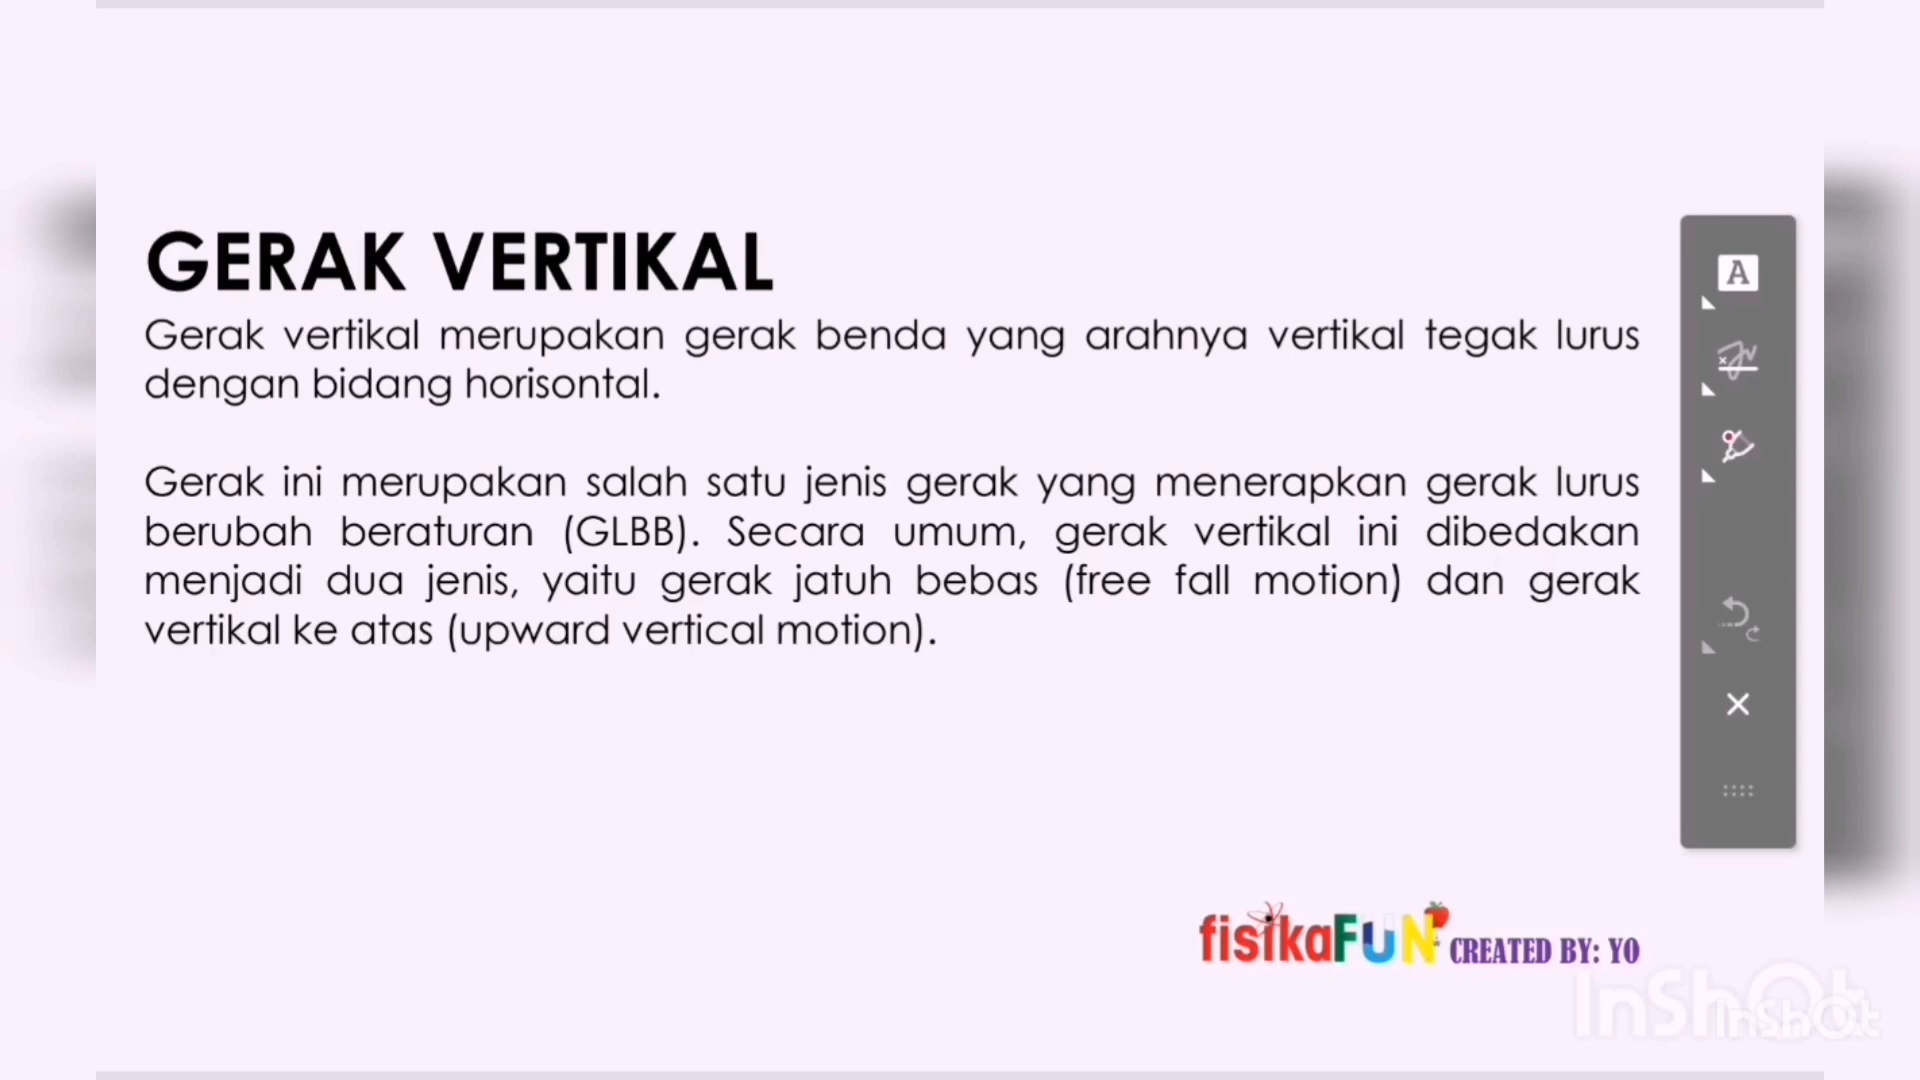 GERAK VERTIKAL
Gerak vertikal merupakan gerak benda yang arahnya vertikal tegak lurus
dengan bidang horisontal.
Gerak ini merupakan salah satu jenis gerak yang menerapkan gerak lurus
berubah beraturan (GLBB). Secara umum, gerak vertikal ini dibedakan
menjadi dua jenis, yaitu gerak jatuh bebas (free fall motion) dan gerak
vertikal ke atas (upward vertical motion).
A
fisikaFUN CREATED BY: YO
InShOt
InShOt